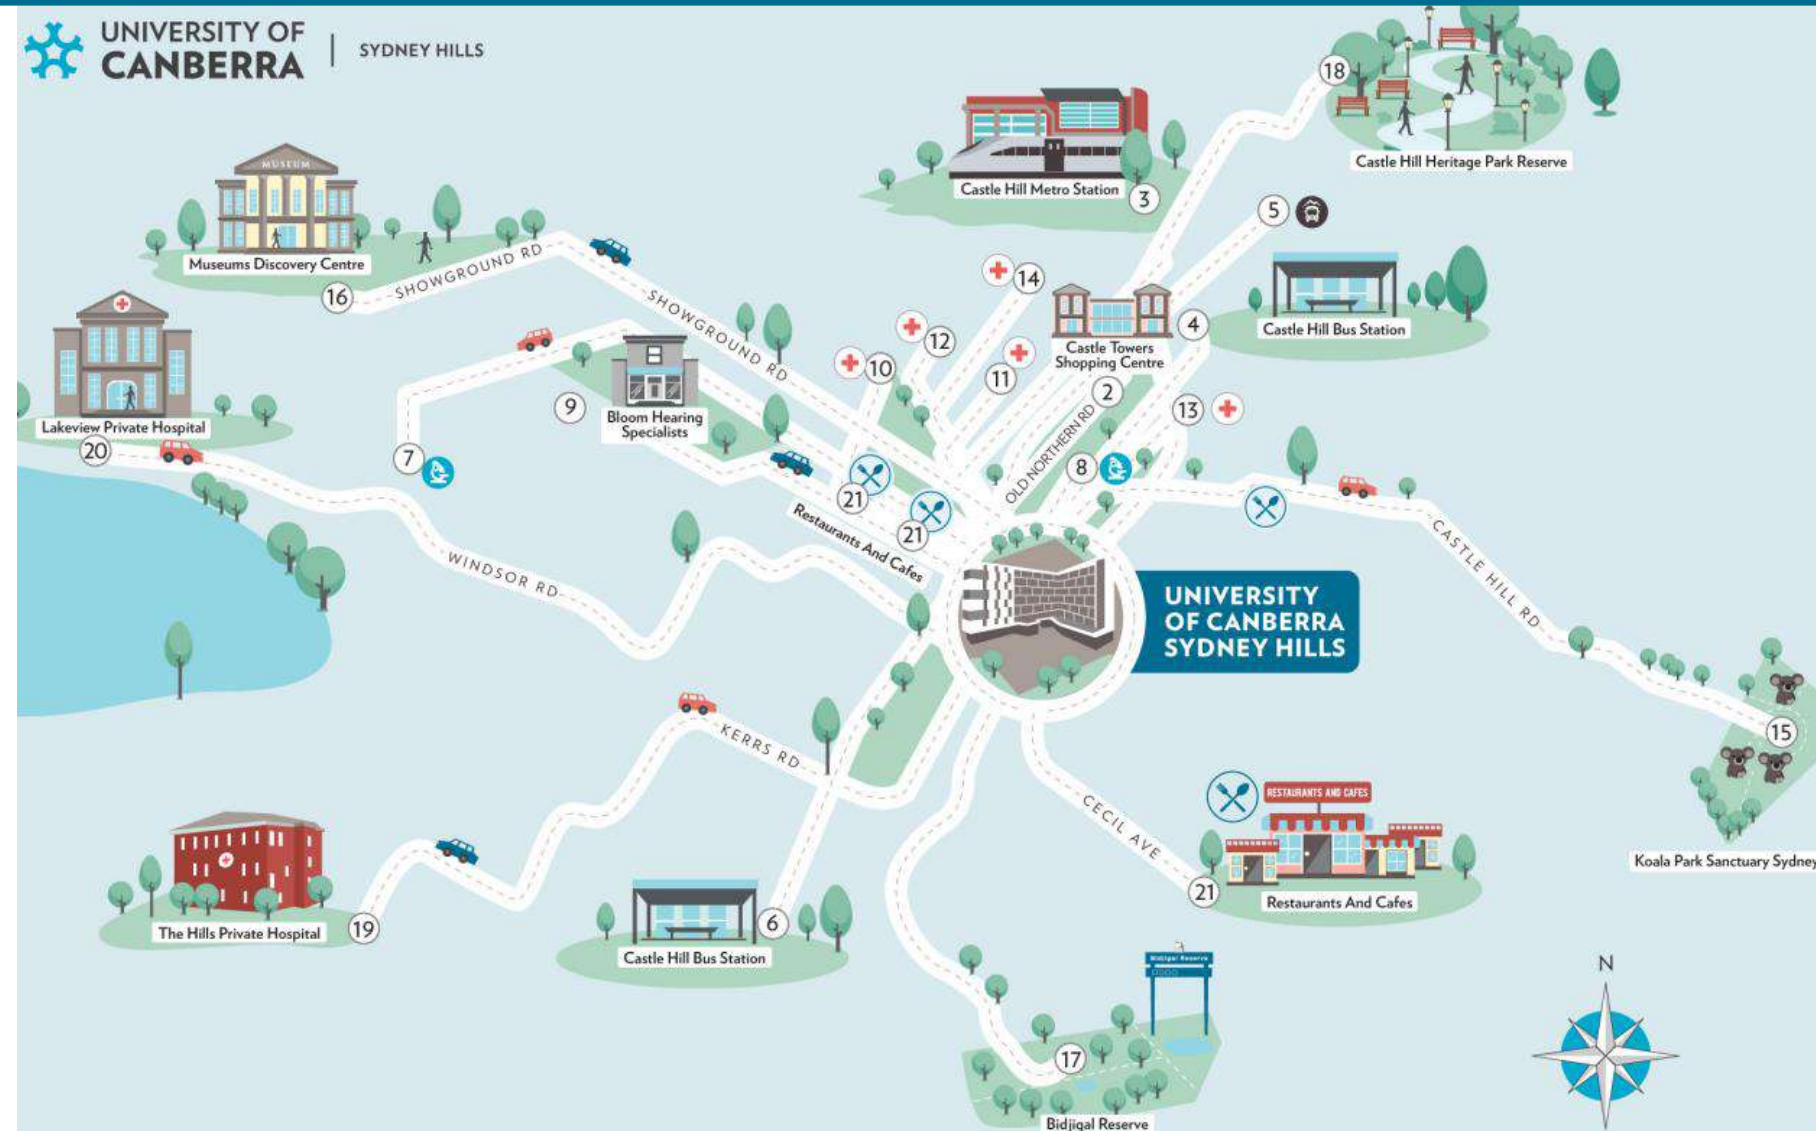 UNIVERSITY OF
CANBERRA
SYDNEY HILLS
18
Castle Hill Heritage Park Reserve
Castle Hill Metro Station
3
5
MUSEUM
Museums Discovery Centre
16
SHOWGROUND RD
SHOWGROUND RD
14
12
10
11
4
Castle Hill Bus Station
Castle Towers
Shopping Centre
2
13
OLD NORTHERN RD
8
Lakeview Private Hospital
20
9
Bloom Hearing
Specialists
7
21
21
Restaurants And Cafes
WINDSOR RD
CASTLE HILL RD
UNIVERSITY
OF CANBERRA
SYDNEY HILLS
15
Koala Park Sanctuary Sydney
KERRS RD
CECIL AVE
RESTAURANTS AND CAFES
21
Restaurants And Cafes
The Hills Private Hospital
19
6
Castle Hill Bus Station
Bidjigal Reserve
17
Bidjigal Reserve
N